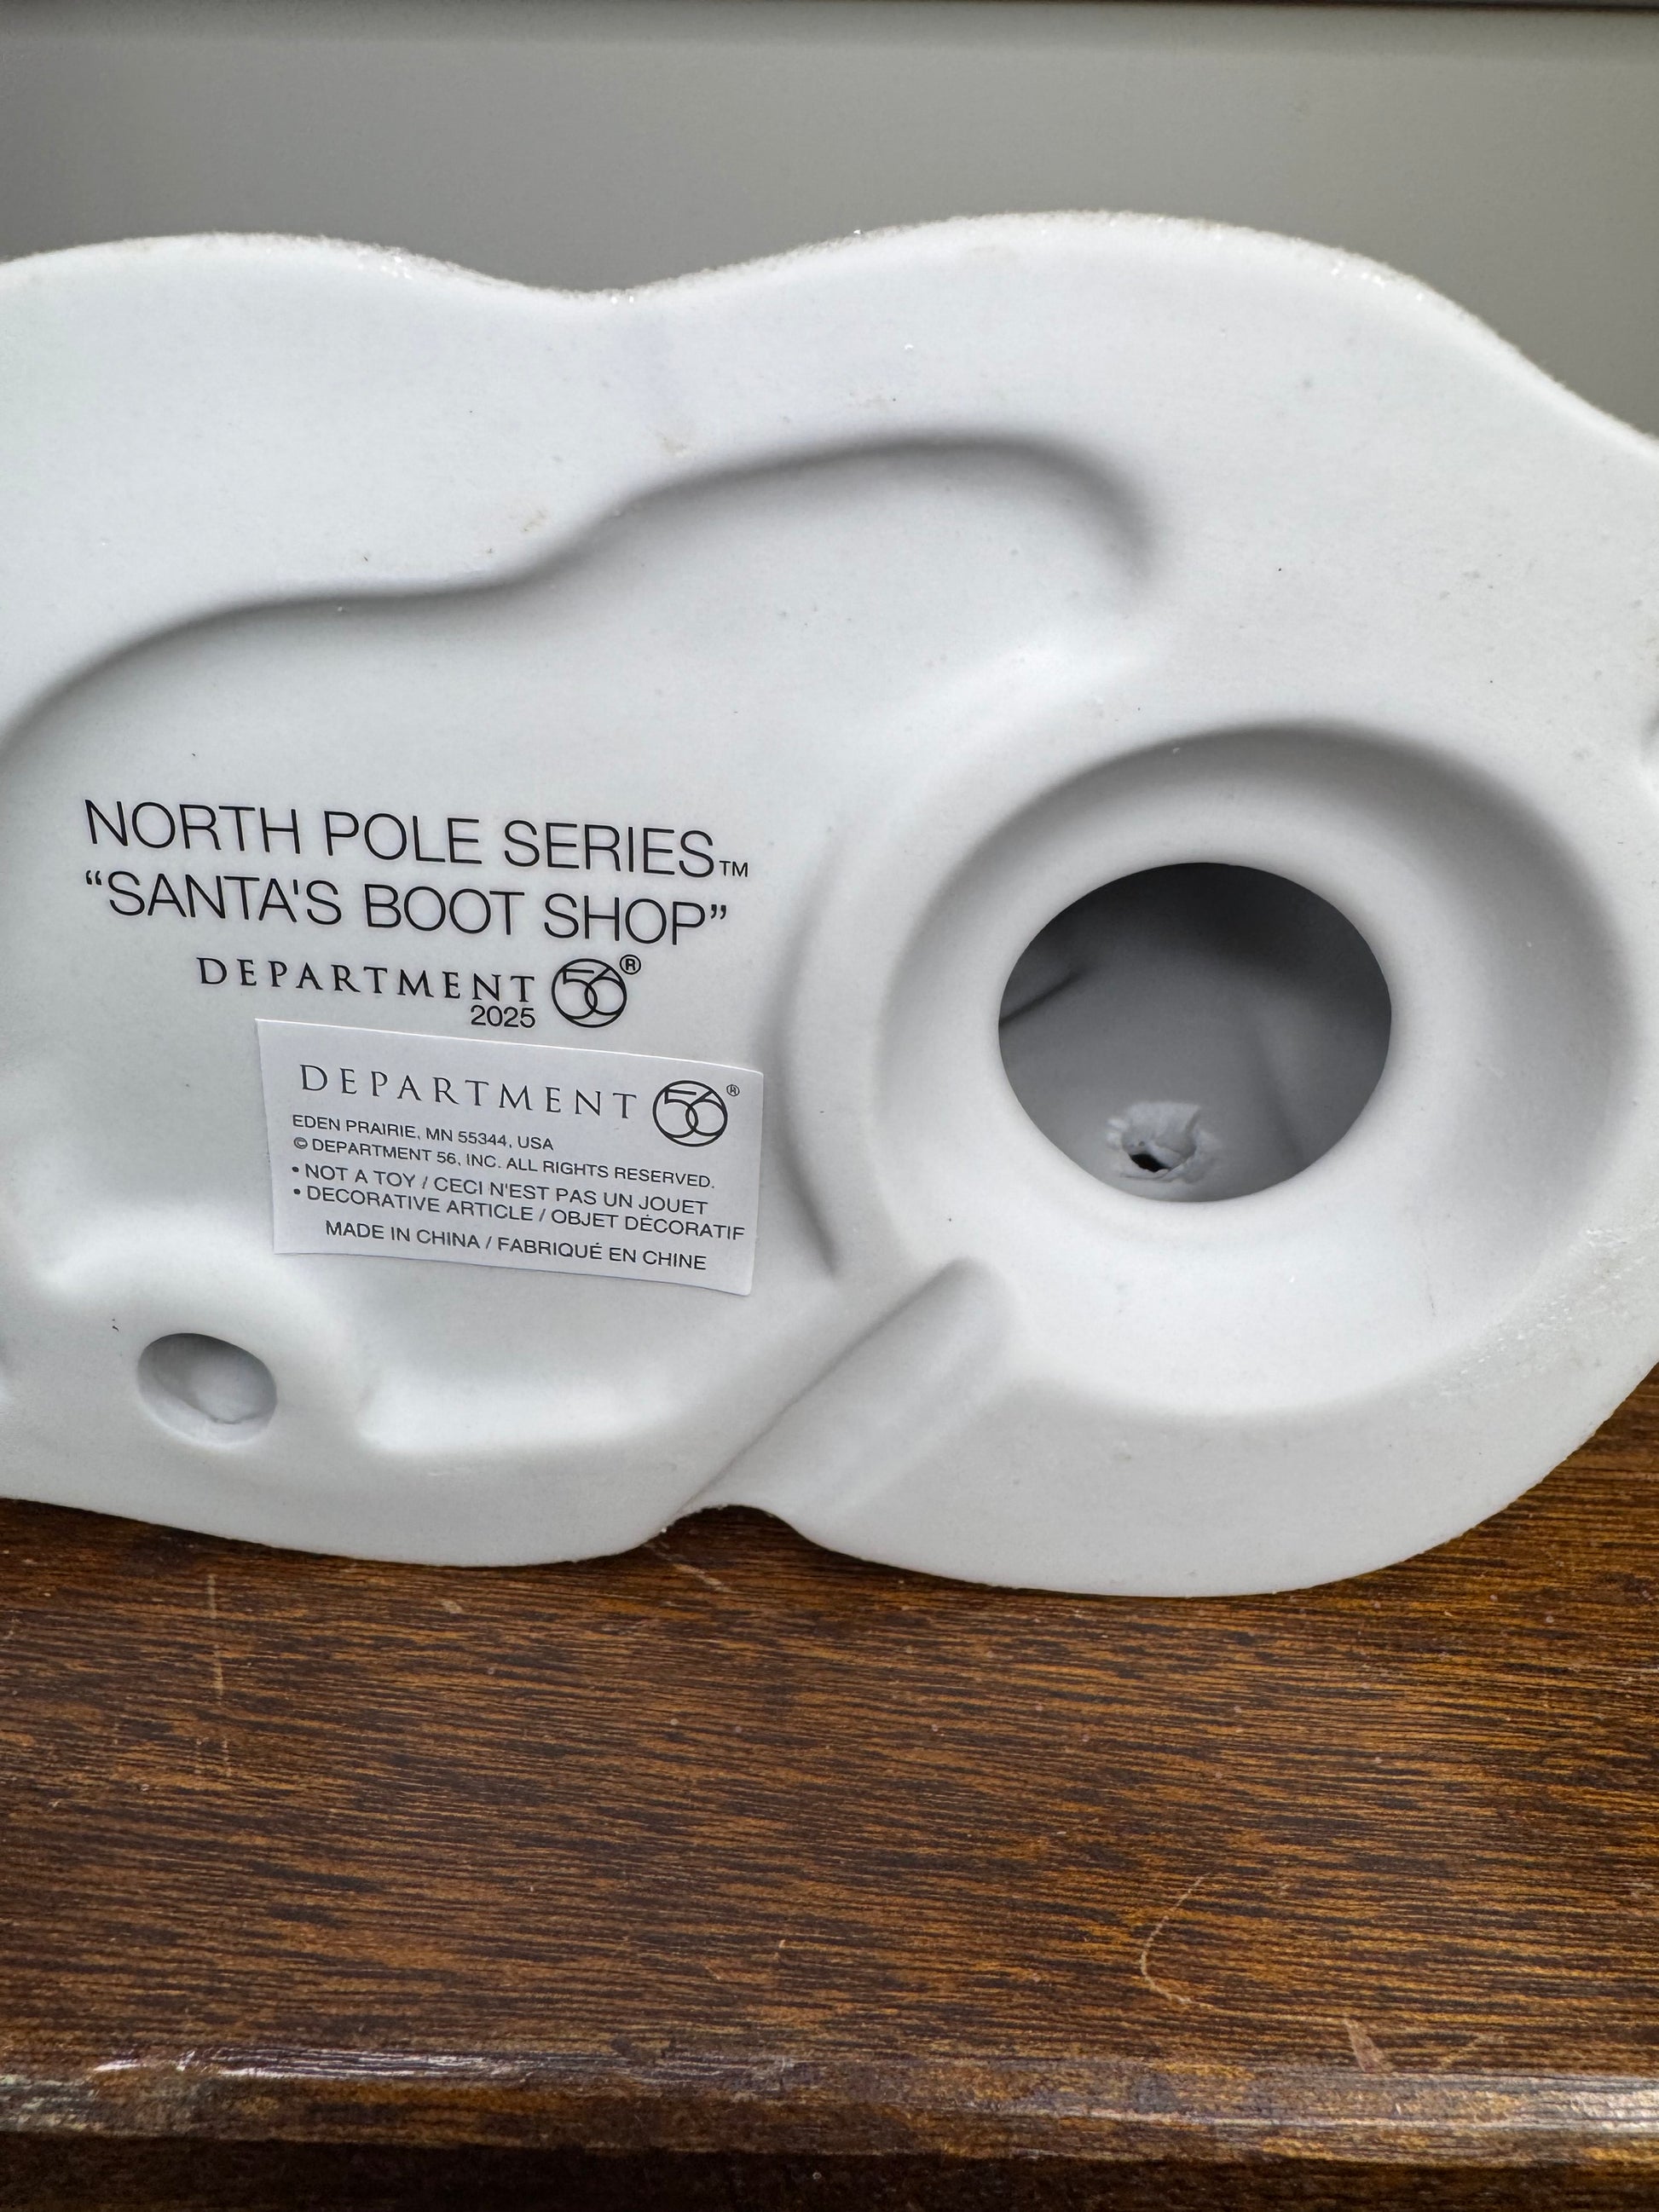 NORTH POLE SERIES™
“SANTA'S BOOT SHOP”
DEPARTMENT 56®
2025
DEPARTMENT 56®
EDEN PRAIRIE, MN 55344, USA
© DEPARTMENT 56, INC. ALL RIGHTS RESERVED.
• NOT A TOY / CECI N'EST PAS UN JOUET
• DECORATIVE ARTICLE / OBJET DÉCORATIF
MADE IN CHINA / FABRIQUÉ EN CHINE